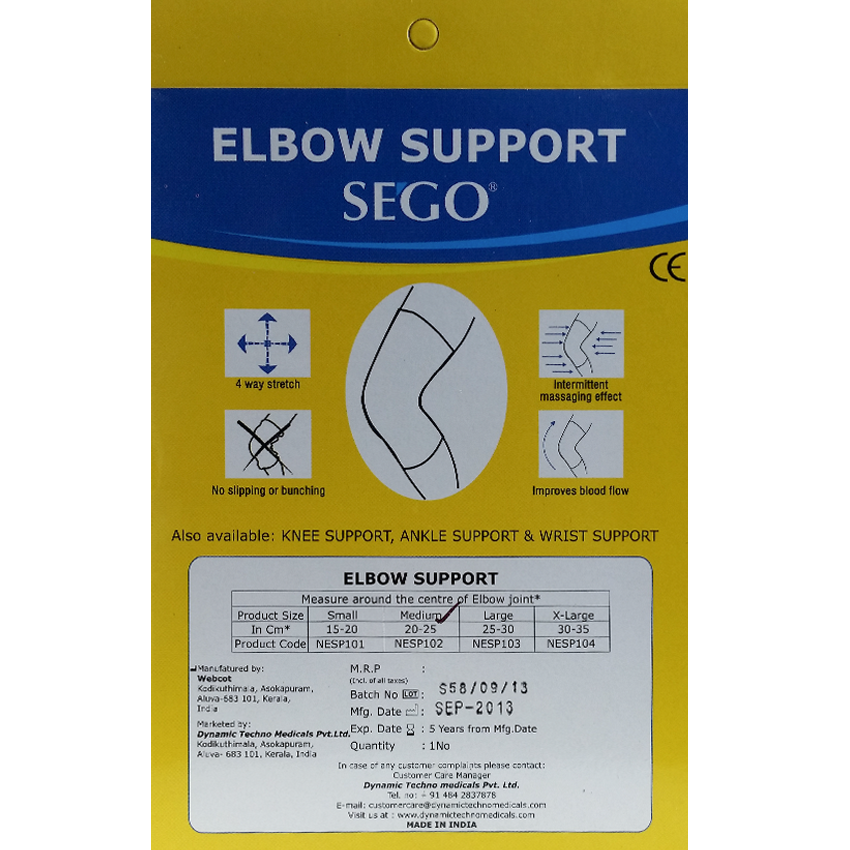 ELBOW SUPPORT
SEGO®
CE
4 way stretch
Intermittent
massaging effect
No slipping or bunching
Improves blood flow
Also available: KNEE SUPPORT, ANKLE SUPPORT & WRIST SUPPORT
ELBOW SUPPORT
Measure around the centre of Elbow joint*
Product Size Small Medium Large X-Large
In Cm* 15-20 20-25 25-30 30-35
Product Code NESP101 NESP102 NESP103 NESP104
Manufatured by:
Webcot
Kodikuthimala, Asokapuram,
Aluva-683 101, Kerala,
India
Marketed by:
Dynamic Techno Medicals Pvt.Ltd.
Kodikuthimala, Asokapuram,
Aluva- 683 101, Kerala, India
M.R.P :
(Incl. of all taxes)
Batch No LOT : S58/09/13
Mfg. Date : SEP-2013
Exp. Date : 5 Years from Mfg.Date
Quantity : 1No
In case of any customer complaints please contact:
Customer Care Manager
Dynamic Techno medicals Pvt. Ltd.
Tel. no: + 91 484 2837878
E-mail: customercare@dynamictechnomedicals.com
Visit us at : www.dynamictechnomedicals.com
MADE IN INDIA